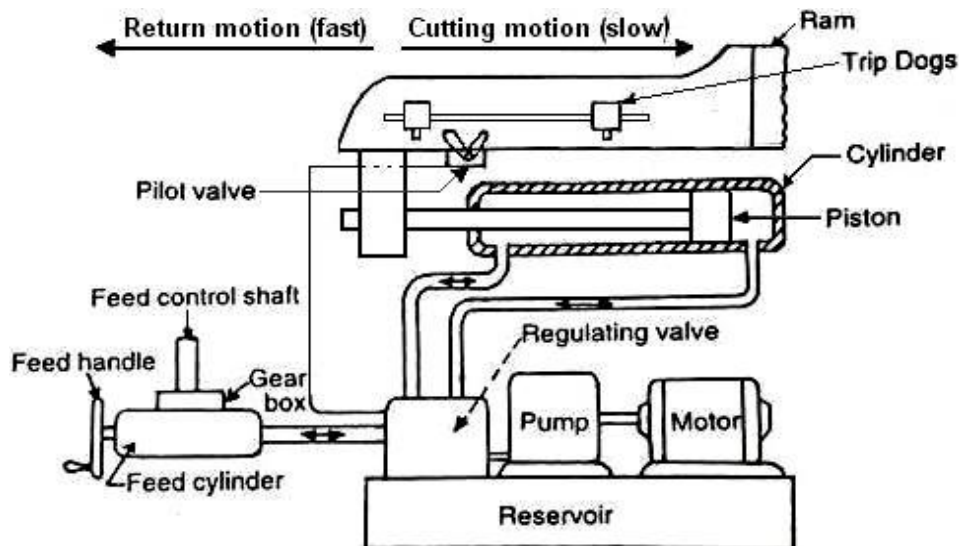 Return motion (fast)
Cutting motion (slow)
Ram
Trip Dogs
Cylinder
Pilot valve
Piston
Feed control shaft
Regulating valve
Feed handle
Gear
box
Pump
Motor
Feed cylinder
Reservoir